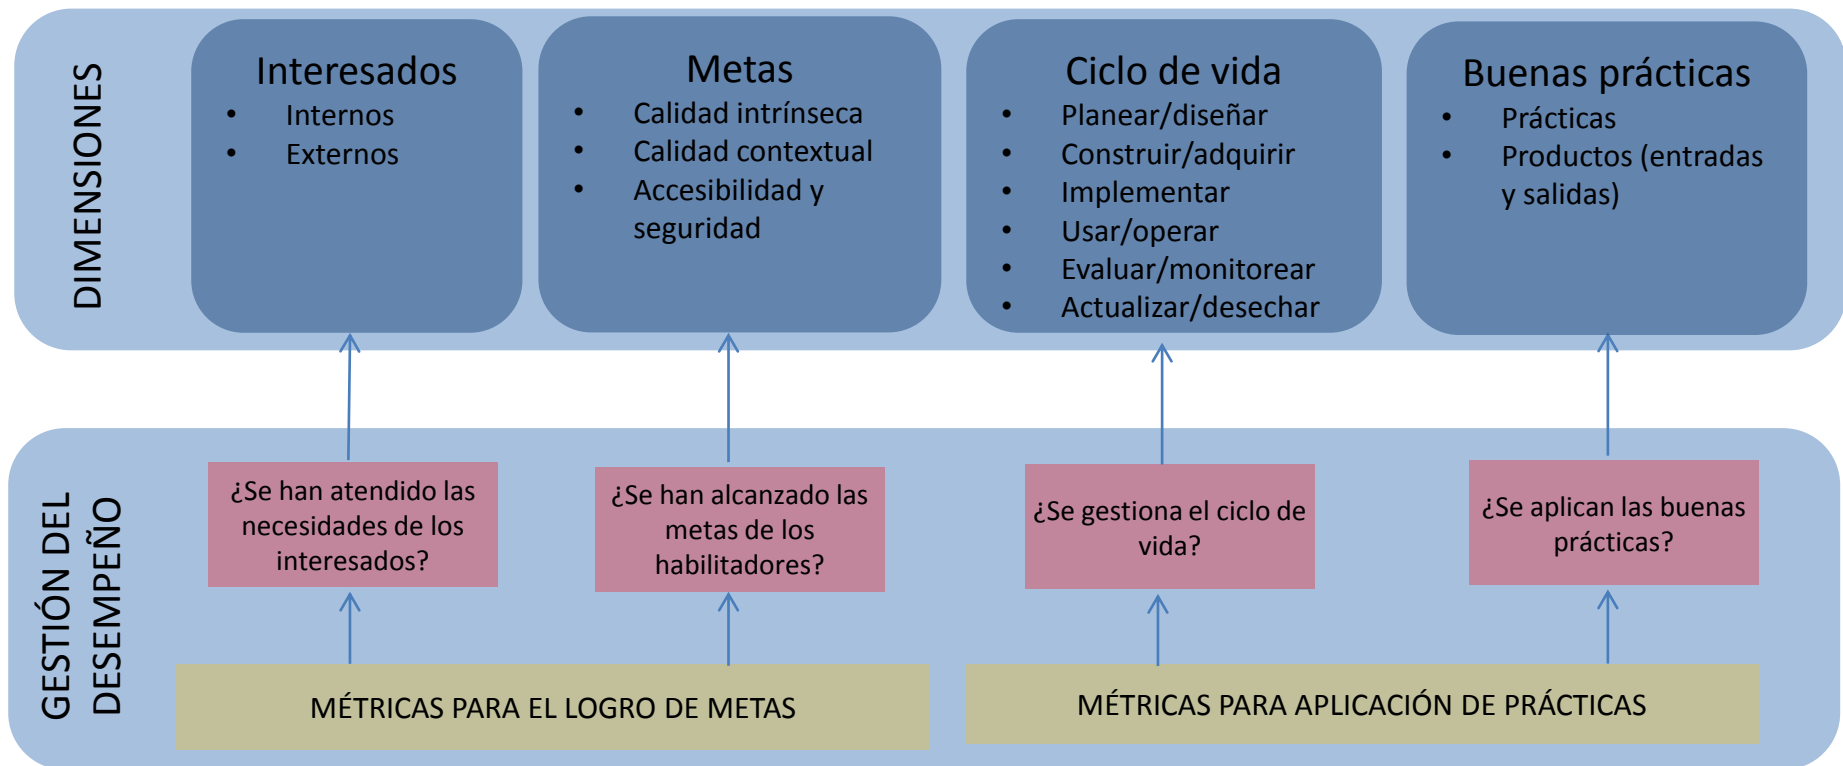 DIMENSIONES
Interesados
• Internos
• Externos
Metas
• Calidad intrínseca
• Calidad contextual
• Accesibilidad y
seguridad
Ciclo de vida
• Planear/diseñar
• Construir/adquirir
• Implementar
• Usar/operar
• Evaluar/monitorear
• Actualizar/desechar
Buenas prácticas
• Prácticas
• Productos (entradas
y salidas)
GESTIÓN DEL
DESEMPEÑO
¿Se han atendido las
necesidades de los
interesados?
¿Se han alcanzado las
metas de los
habilitadores?
¿Se gestiona el ciclo de
vida?
¿Se aplican las buenas
prácticas?
MÉTRICAS PARA EL LOGRO DE METAS
MÉTRICAS PARA APLICACIÓN DE PRÁCTICAS